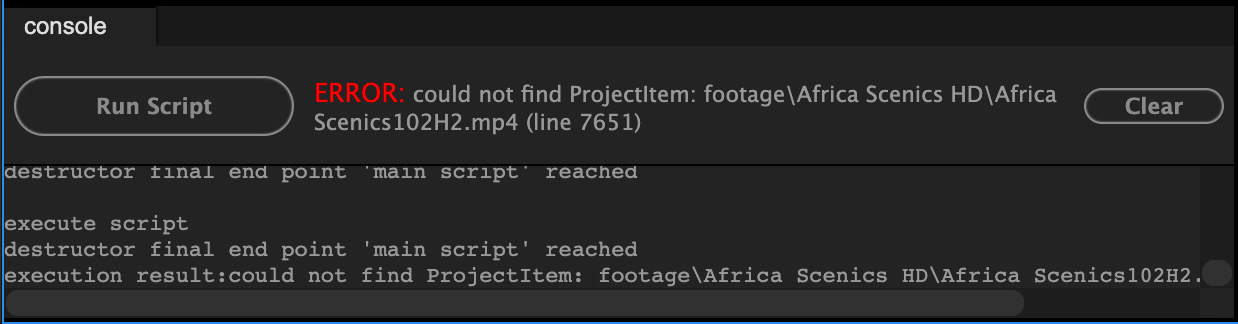 console
Run Script
ERROR: could not find ProjectItem: footage\Africa Scenics HD\Africa
Scenics102H2.mp4 (line 7651)
Clear
destructor final end point 'main script' reached
execute script
destructor final end point 'main script' reached
execution result:could not find ProjectItem: footage\Africa Scenics HD\Africa Scenics102H2.